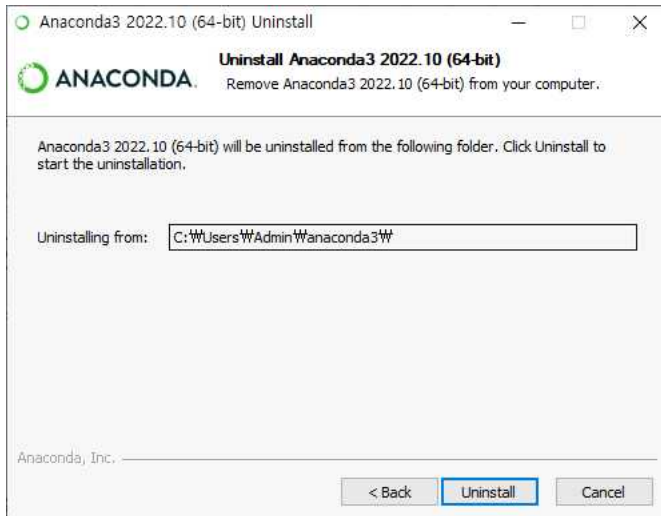 Anaconda3 2022.10 (64-bit) Uninstall
ANACONDA.
Uninstall Anaconda3 2022.10 (64-bit)
Remove Anaconda3 2022.10 (64-bit) from your computer.
Anaconda3 2022.10 (64-bit) will be uninstalled from the following folder. Click Uninstall to
start the uninstallation.
Uninstalling from: C:₩Users₩Admin₩anaconda3₩
Anaconda, Inc.
< Back Uninstall Cancel